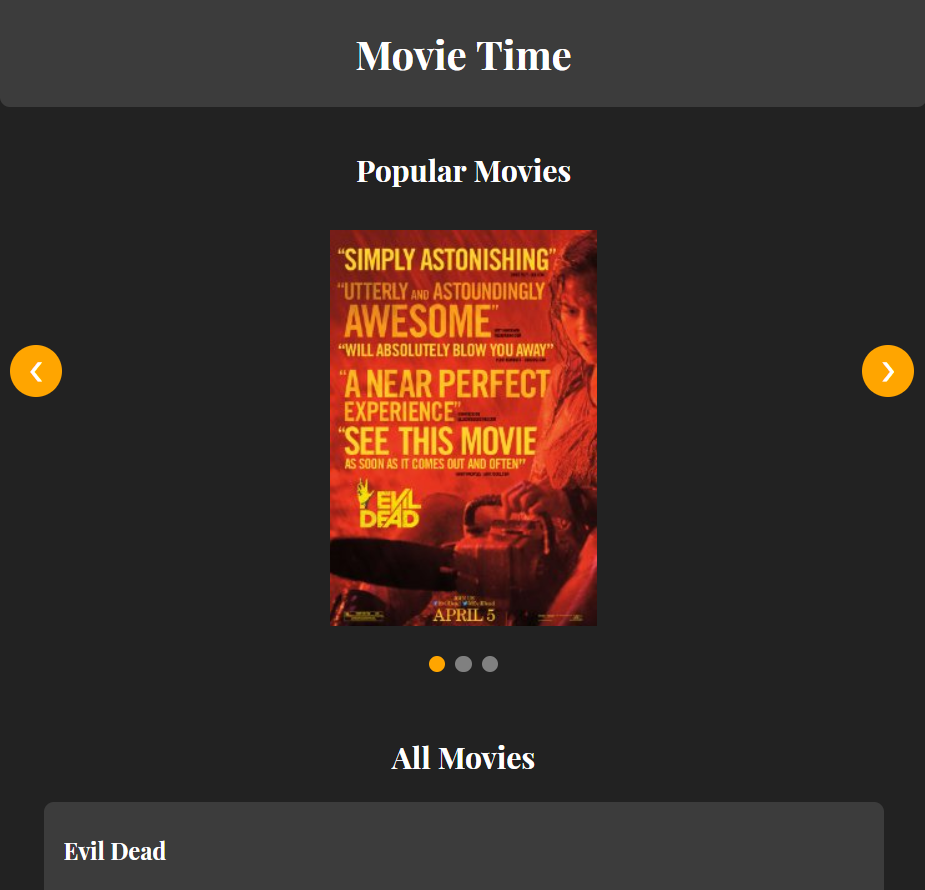 Movie Time
Popular Movies
“SIMPLY ASTONISHING”
“UTTERLY AND ASTOUNDINGLY
AWESOME”
“WILL ABSOLUTELY BLOW YOU AWAY”
“A NEAR PERFECT
EXPERIENCE”
“SEE THIS MOVIE
AS SOON AS IT COMES OUT AND OFTEN”
EVIL
DEAD
APRIL 5
‹
›
All Movies
Evil Dead